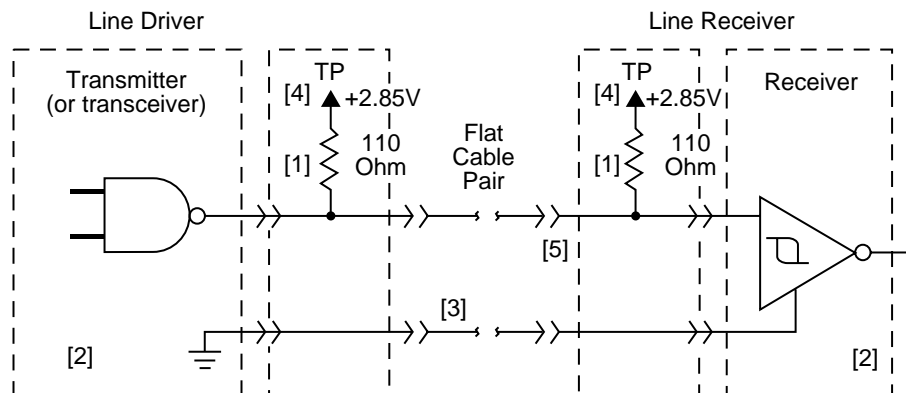 Line Driver
Line Receiver
Transmitter
(or transceiver)
TP
[4]
+2.85V
[1]
110
Ohm
Flat
Cable
Pair
TP
[4]
+2.85V
[1]
110
Ohm
Receiver
[5]
[3]
[2]
[2]